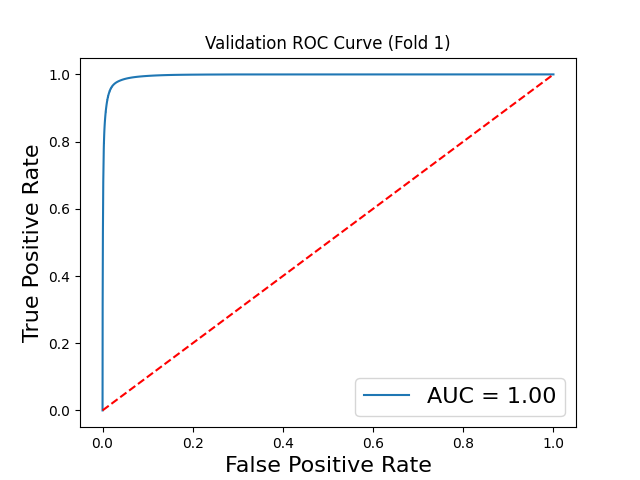 Validation ROC Curve (Fold 1)
True Positive Rate
1.0
0.8
0.6
0.4
0.2
0.0
AUC = 1.00
0.0 0.2 0.4 0.6 0.8 1.0
False Positive Rate